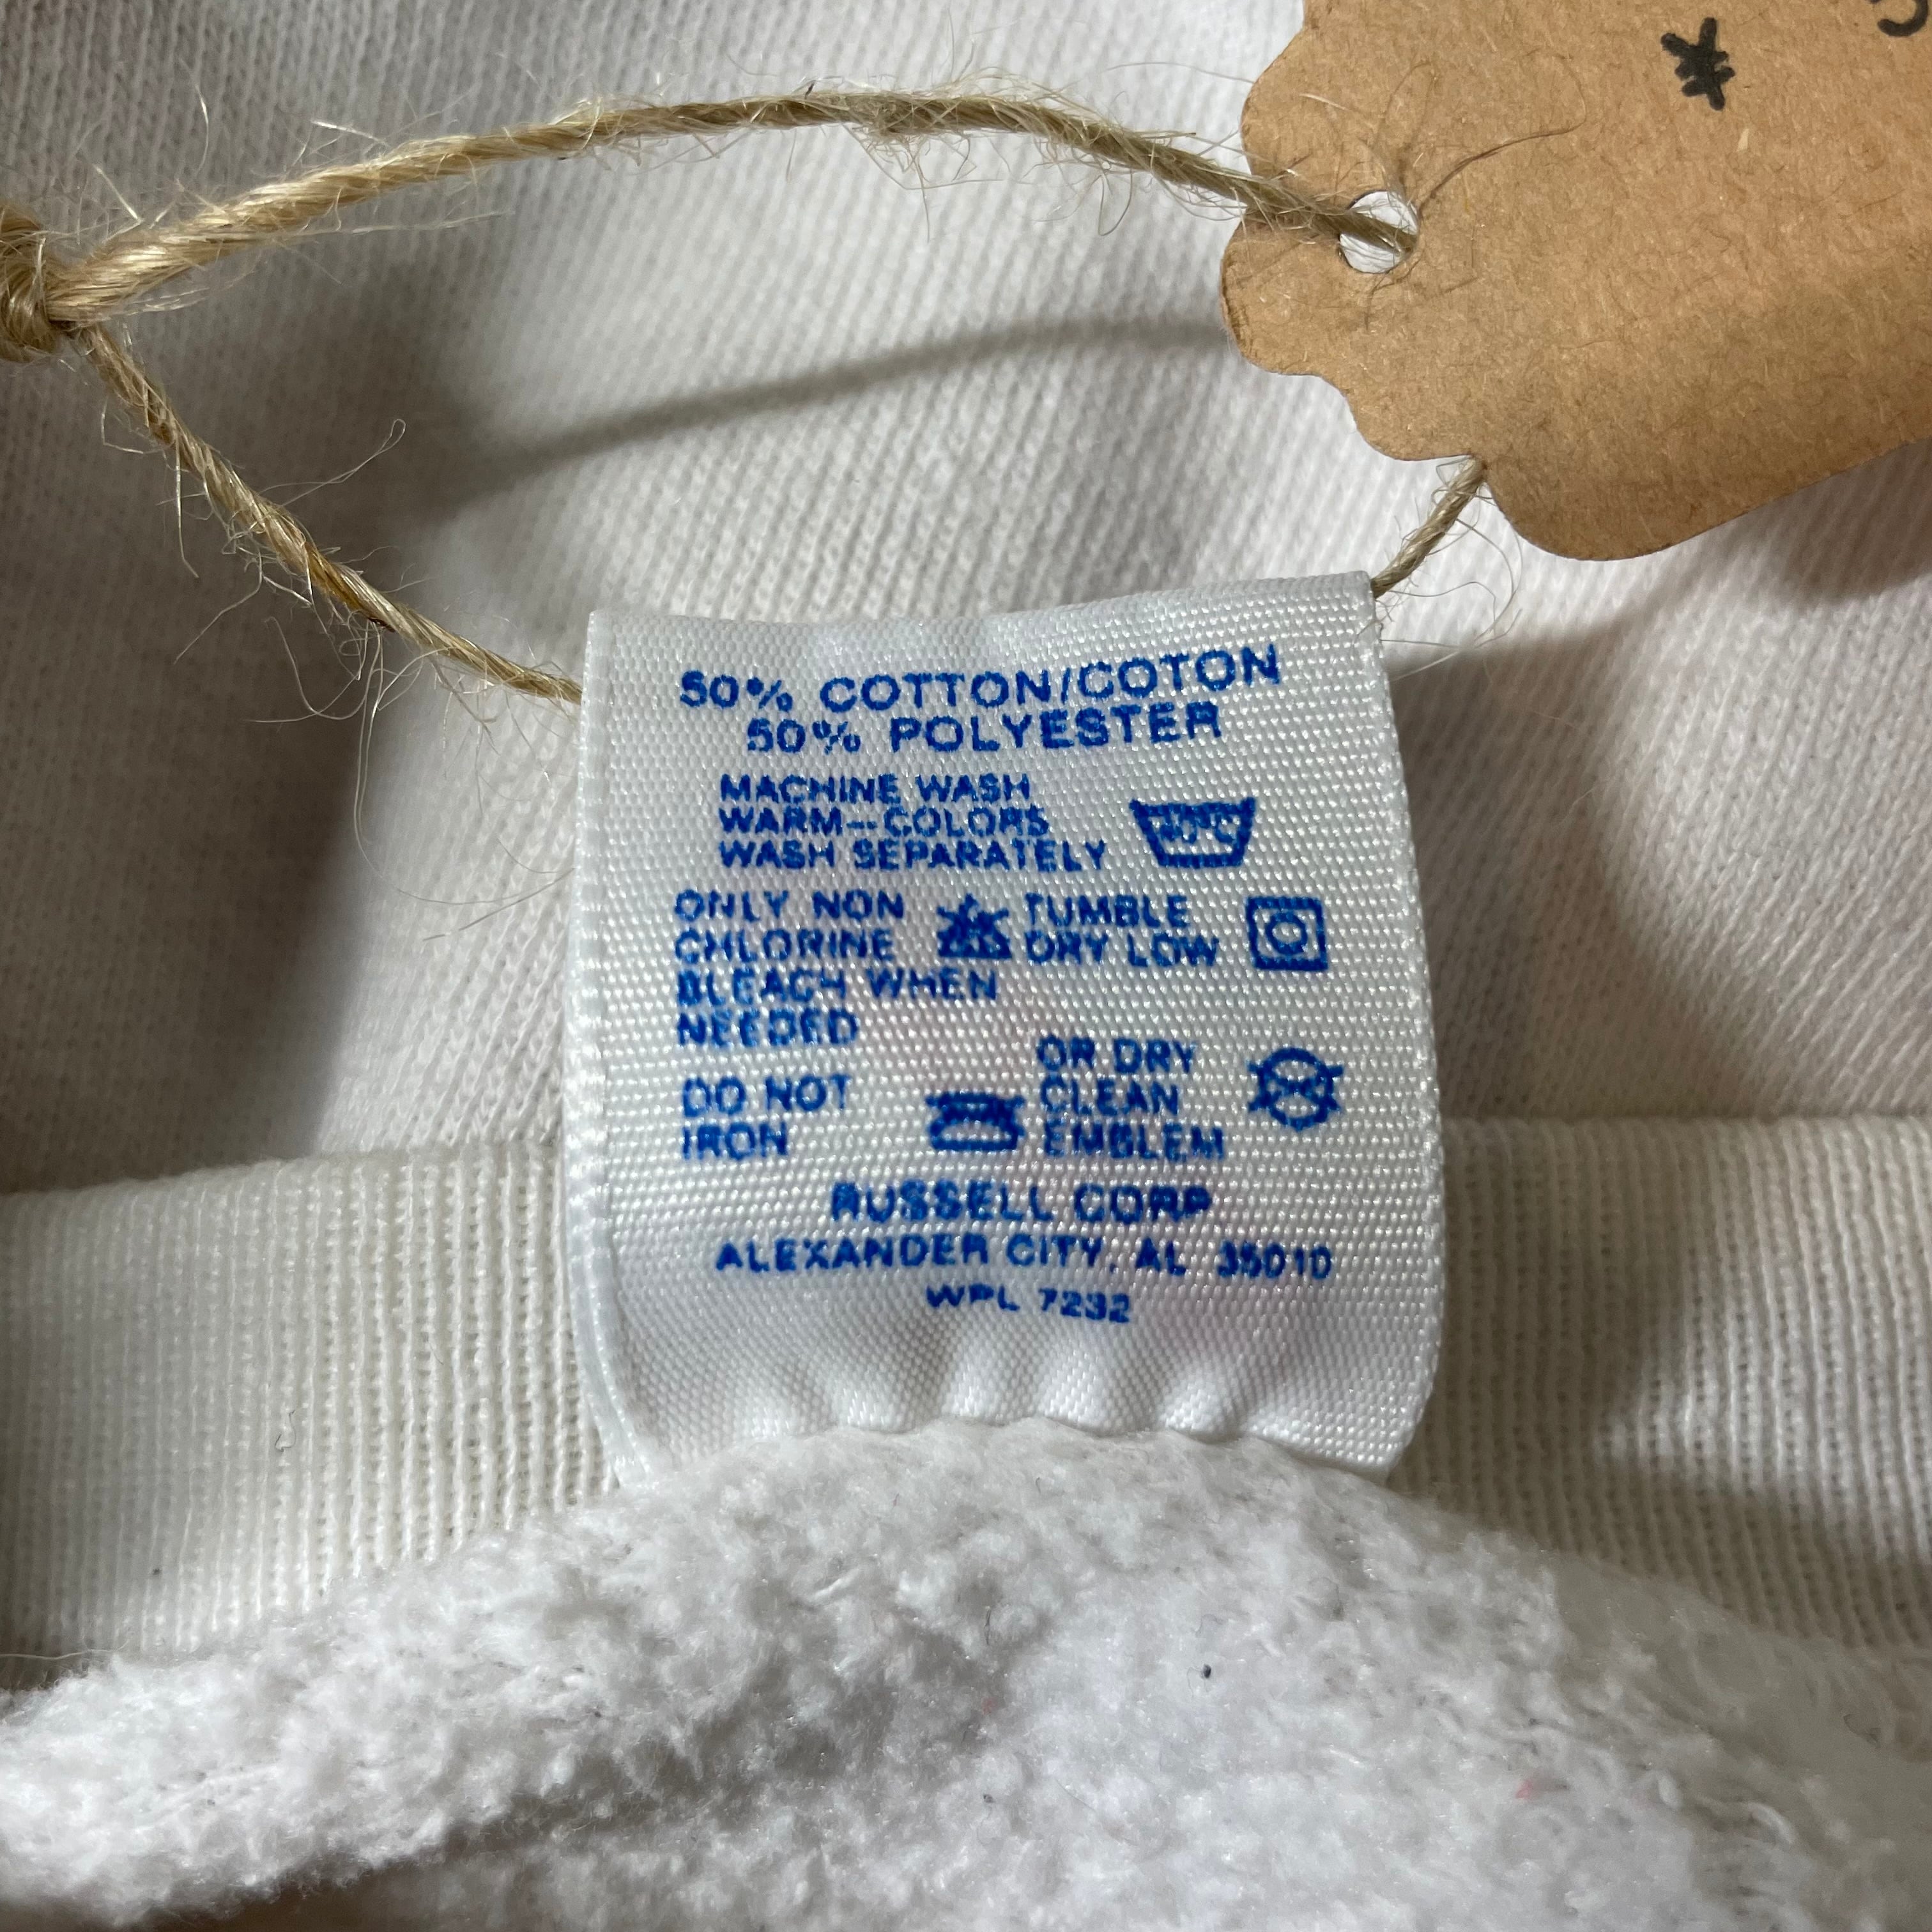 50% COTTON/COTON
50% POLYESTER
MACHINE WASH
WARM—COLORS
WASH SEPARATELY
ONLY NON
CHLORINE
BLEACH WHEN
NEEDED
TUMBLE
DRY LOW
DO NOT
IRON
OR DRY
CLEAN
EMBLEM
RUSSELL CORP
ALEXANDER CITY, AL 35010
WPL 7232